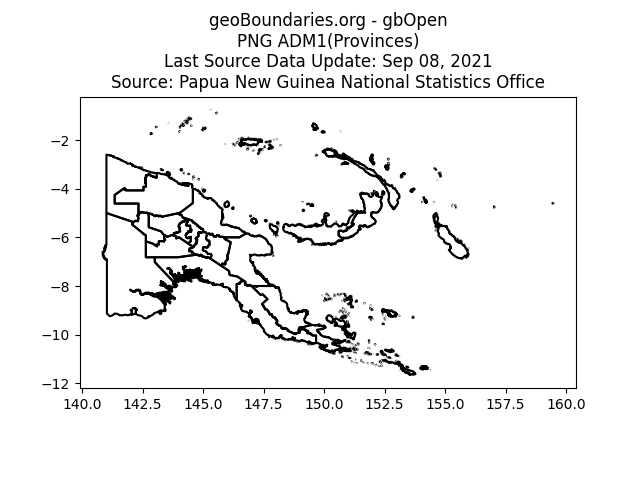 geoBoundaries.org - gbOpen
PNG ADM1(Provinces)
Last Source Data Update: Sep 08, 2021
Source: Papua New Guinea National Statistics Office
−2
−4
−6
−8
−10
−12
140.0 142.5 145.0 147.5 150.0 152.5 155.0 157.5 160.0